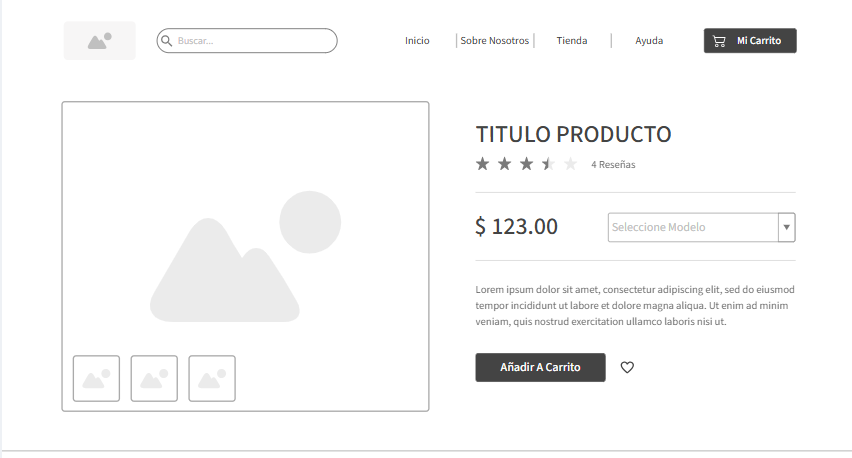 Buscar...
Inicio
Sobre Nosotros
Tienda
Ayuda
Mi Carrito
TITULO PRODUCTO
4 Reseñas
$ 123.00
Seleccione Modelo
Lorem ipsum dolor sit amet, consectetur adipiscing elit, sed do eiusmod
tempor incididunt ut labore et dolore magna aliqua. Ut enim ad minim
veniam, quis nostrud exercitation ullamco laboris nisi ut.
Añadir A Carrito